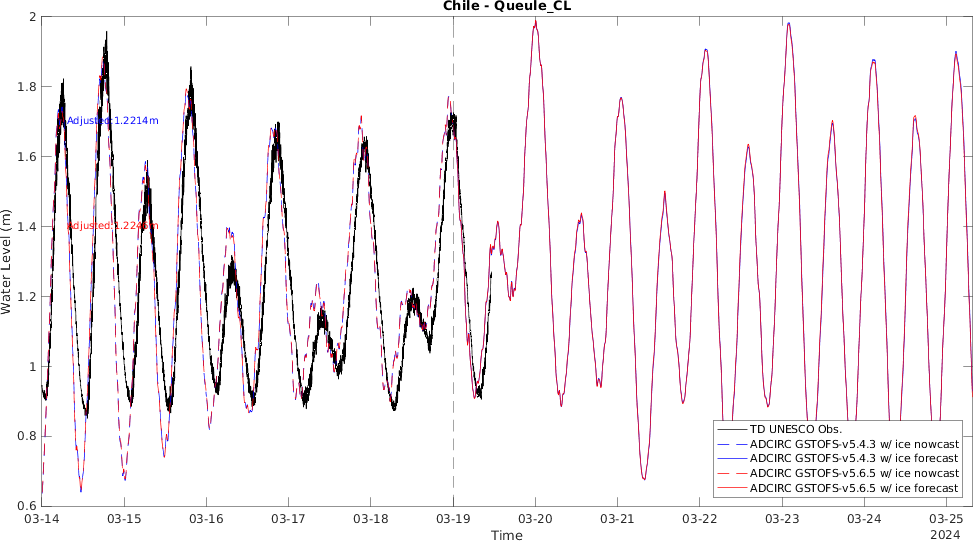 Chile - Queule_CL
Water Level (m)
2
1.8
1.6
1.4
1.2
1
0.8
0.6
Adjusted:1.2214m
TD UNESCO Obs.
ADCIRC GSTOFS-v5.4.3 w/ ice nowcast
ADCIRC GSTOFS-v5.4.3 w/ ice forecast
ADCIRC GSTOFS-v5.6.5 w/ ice nowcast
ADCIRC GSTOFS-v5.6.5 w/ ice forecast
03-14 03-15 03-16 03-17 03-18 03-19 03-20 03-21 03-22 03-23 03-24 03-25
Time
2024